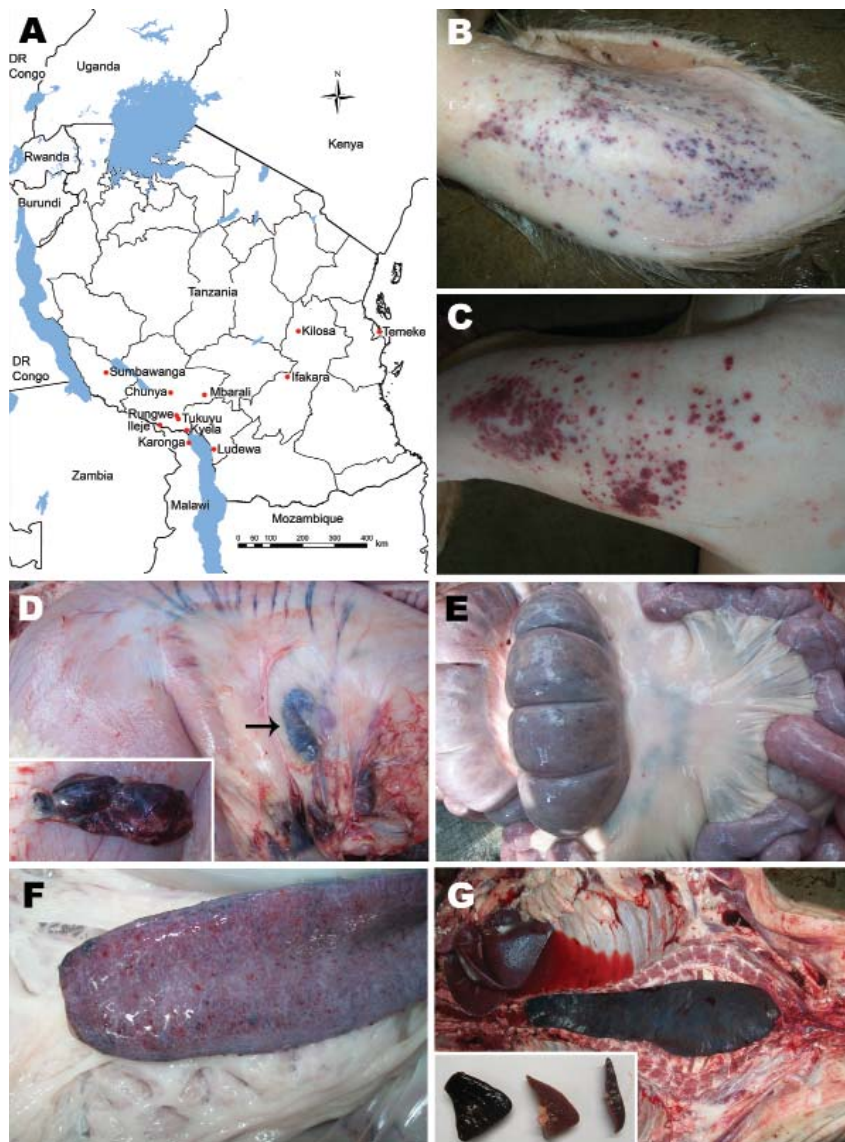 A
DR
Congo
Uganda
N
Kenya
Rwanda
Burundi
Tanzania
Kilosa
Temeke
DR
Congo
Sumbawanga
Ifakara
Chunya
Mbarali
Rungwe
Tukuyu
Ileje
Kyela
Karonga
Ludewa
Zambia
Malawi
Mozambique
0 50 100 200 300 400
km
B
C
D
E
F
G